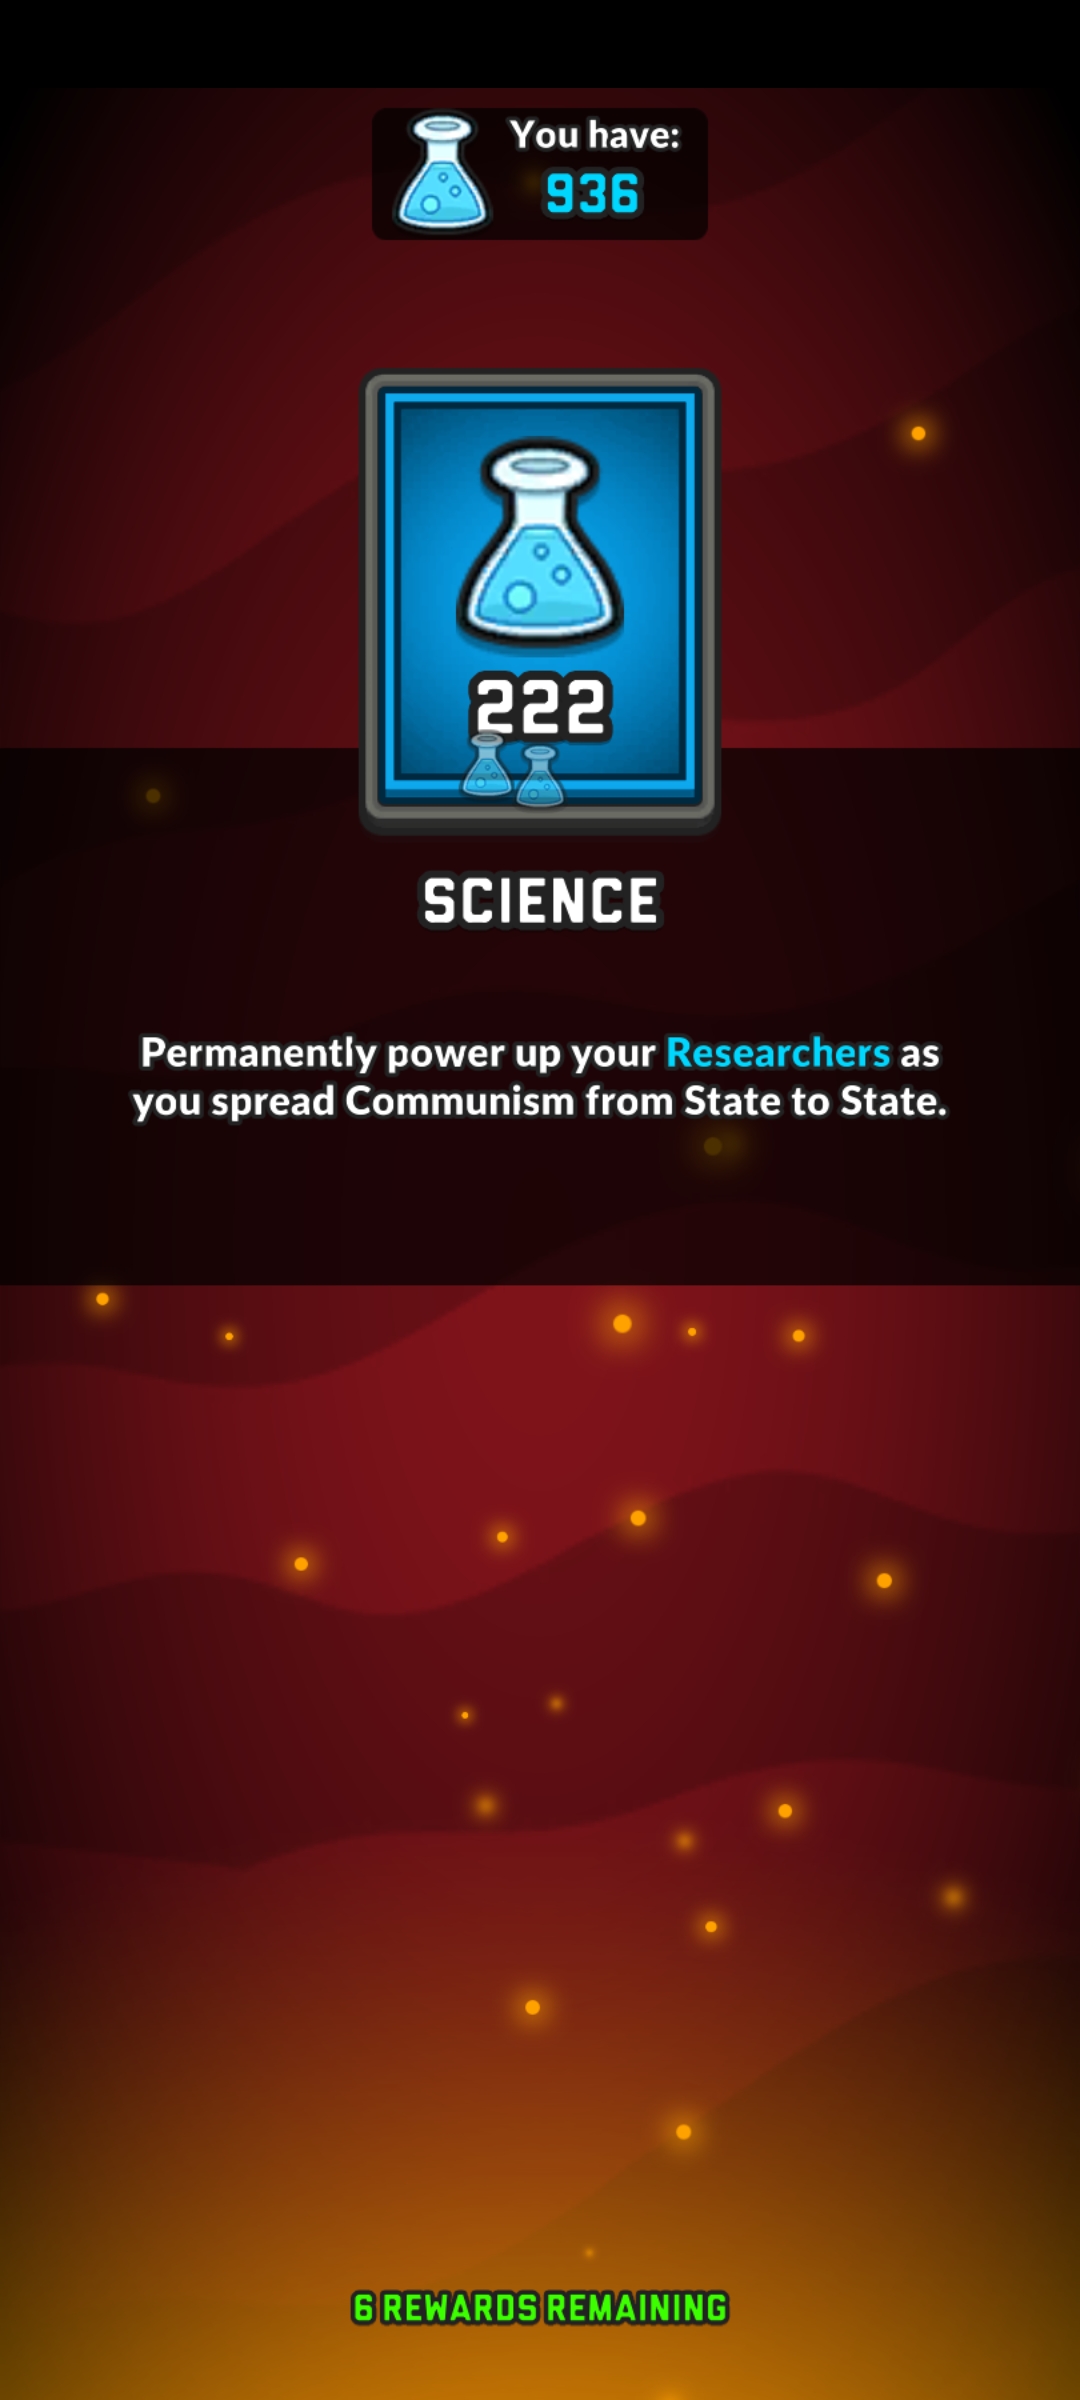 You have:
936
222
SCIENCE
Permanently power up your Researchers as
you spread Communism from State to State.
6 REWARDS REMAINING